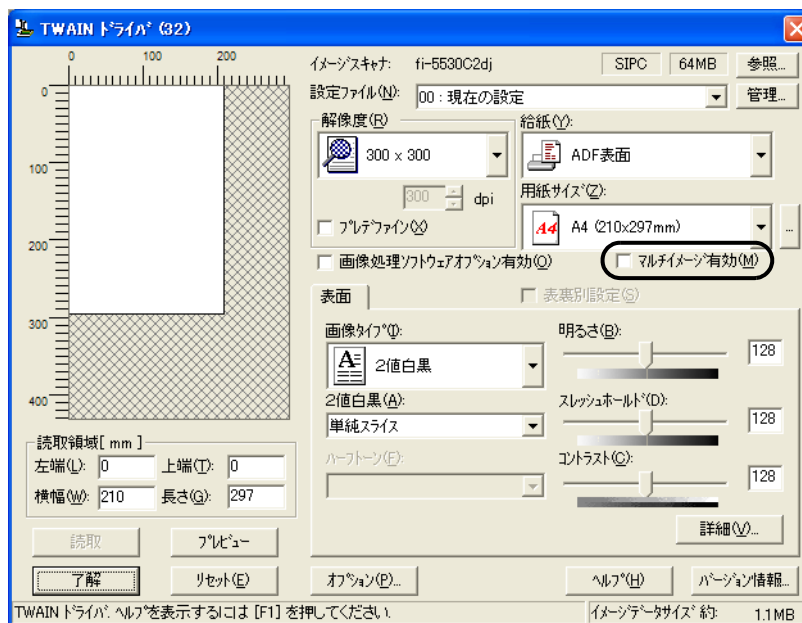 TWAIN ﾄﾞﾗｲﾊﾞ (32)
0 100 200
0
100
200
300
400
ｲﾒｰｼﾞｽｷｬﾅ: fi-5530C2dj SIPC 64MB 参照...
設定ファイル(N): 00 : 現在の設定 管理...
解像度(R)
300 x 300
300 dpi
ﾌﾟﾚﾃﾞﾌｧｲﾝ(X)
給紙(Y):
ADF表面
用紙ｻｲｽﾞ(Z):
A4 A4 (210x297mm) ...
画像処理ｿﾌﾄｳｪｱｵﾌﾟｼｮﾝ有効(O)
ﾏﾙﾁｲﾒｰｼﾞ有効(M)
表面
表裏別設定(S)
画像ﾀｲﾌﾟ(I):
A 2値白黒
2値白黒(A):
単純スライス
ﾊｰﾌﾄｰﾝ(F):
明るさ(B):
128
ｽﾚｯｼｭﾎｰﾙﾄﾞ(D):
128
ｺﾝﾄﾗｽﾄ(C):
128
詳細(V)...
読取領域[ mm ]
左端(L): 0 上端(T): 0
横幅(W): 210 長さ(G): 297
読取 ﾌﾟﾚﾋﾞｭｰ
了解 ﾘｾｯﾄ(E) ｵﾌﾟｼｮﾝ(P)... ﾍﾙﾌﾟ(H) ﾊﾞｰｼﾞｮﾝ情報...
TWAIN ﾄﾞﾗｲﾊﾞ. ﾍﾙﾌﾟを表示するには [F1] を押してください. ｲﾒｰｼﾞﾃﾞｰﾀｻｲｽﾞ 約: 1.1MB